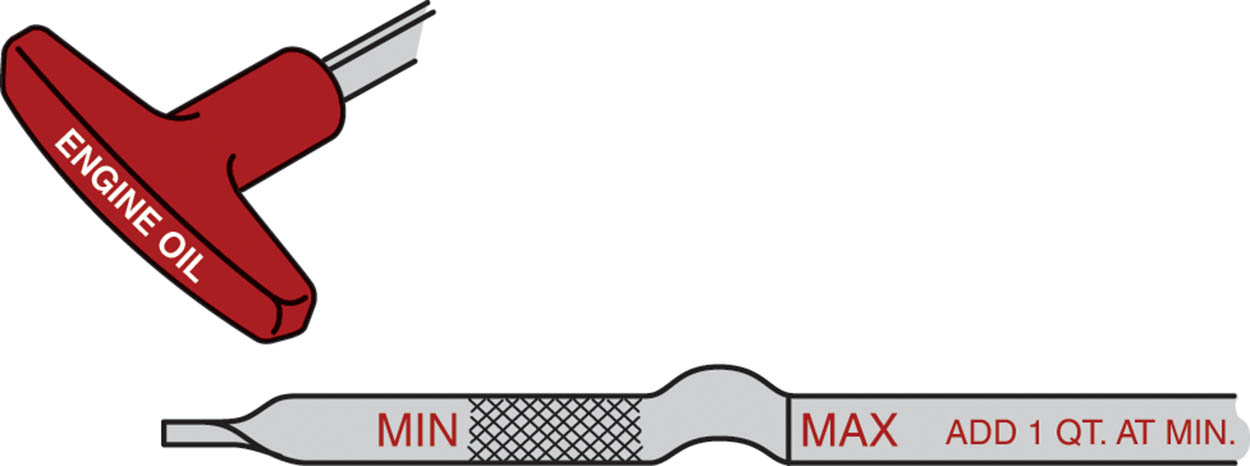 ENGINE OIL
MIN MAX ADD 1 QT. AT MIN.